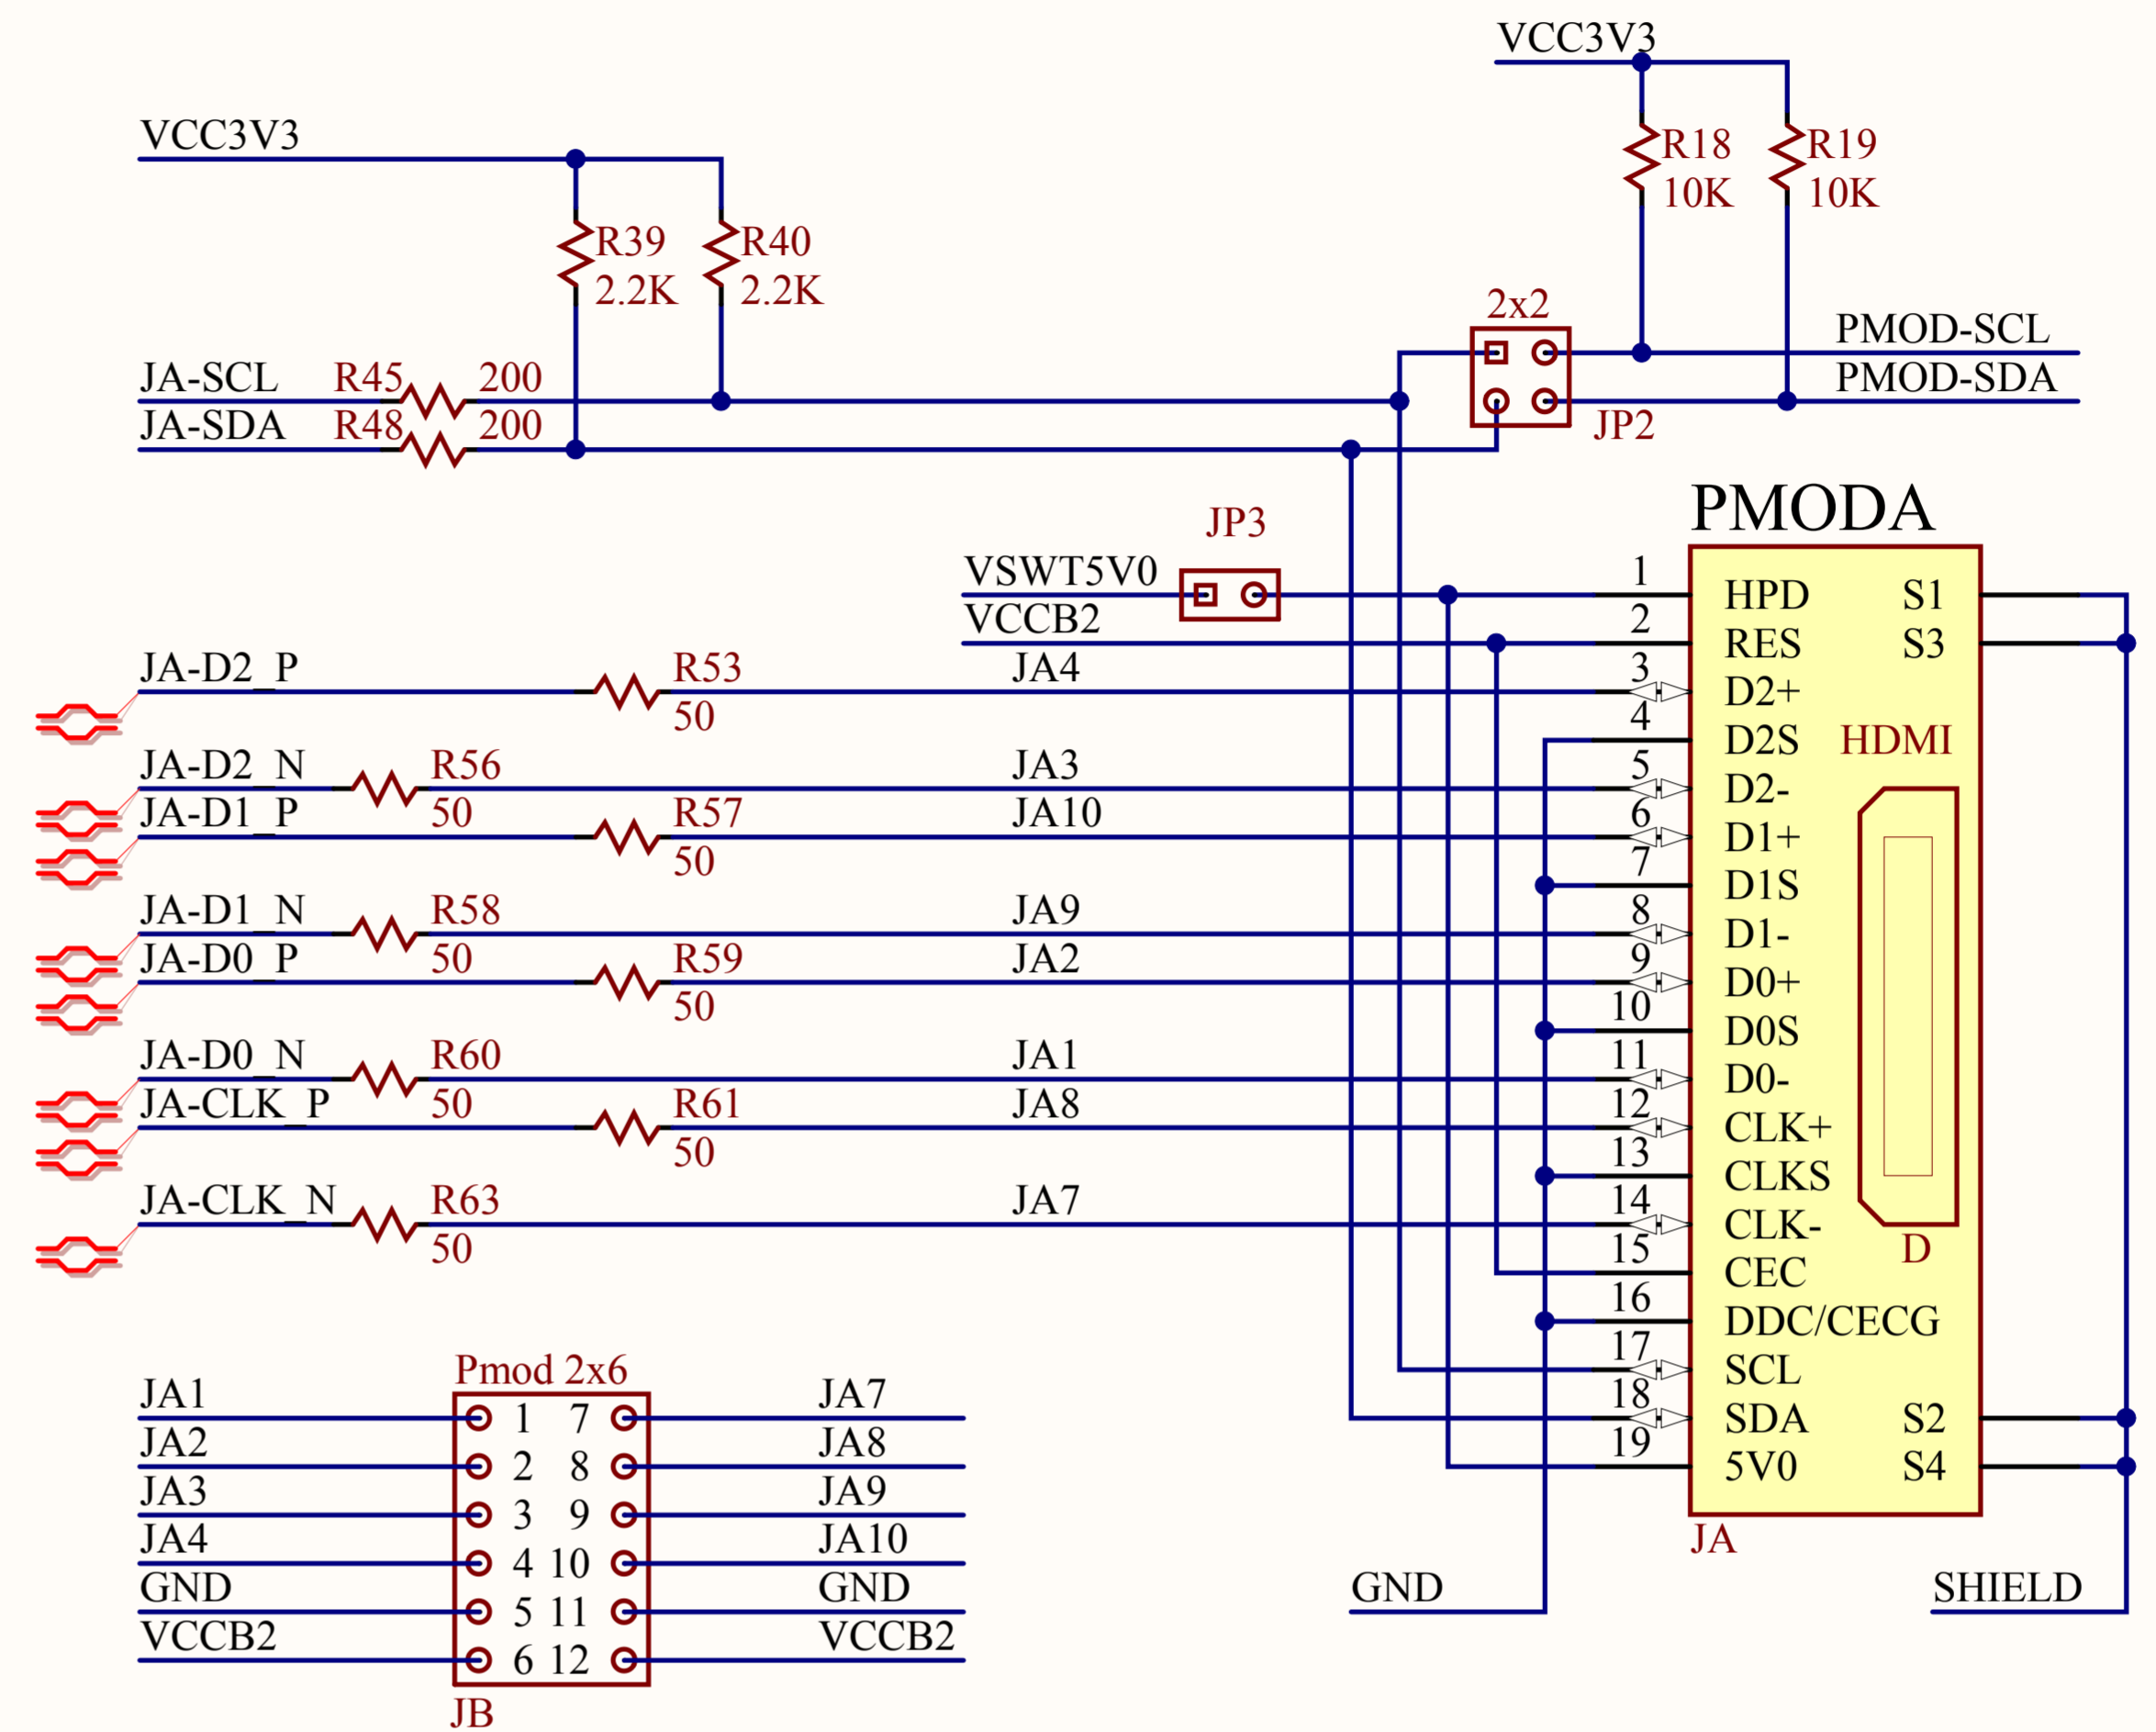 VCC3V3
VCC3V3
R18
10K
R19
10K
R39
2.2K
R40
2.2K
2x2
JP2
PMOD-SCL
PMOD-SDA
JA-SCL R45 200
JA-SDA R48 200
PMODA
JP3
VSWT5V0
VCCB2
JA-D2_P R53 JA4
50
JA-D2_N R56 JA3
50
JA-D1_P R57 JA10
50
JA-D1_N R58 JA9
50
JA-D0_P R59 JA2
50
JA-D0_N R60 JA1
50
JA-CLK_P R61 JA8
50
JA-CLK_N R63 JA7
50
1 HPD S1
2 RES S3
3 D2+
4 D2S HDMI
5 D2-
6 D1+
7 D1S
8 D1-
9 D0+
10 D0S
11 D0-
12 CLK+
13 CLKS
14 CLK-
D
15 CEC
16 DDC/CECG
17 SCL
18 SDA S2
19 5V0 S4
JA
GND
SHIELD
Pmod 2x6
JA1 1 7 JA7
JA2 2 8 JA8
JA3 3 9 JA9
JA4 4 10 JA10
GND 5 11 GND
VCCB2 6 12 VCCB2
JB